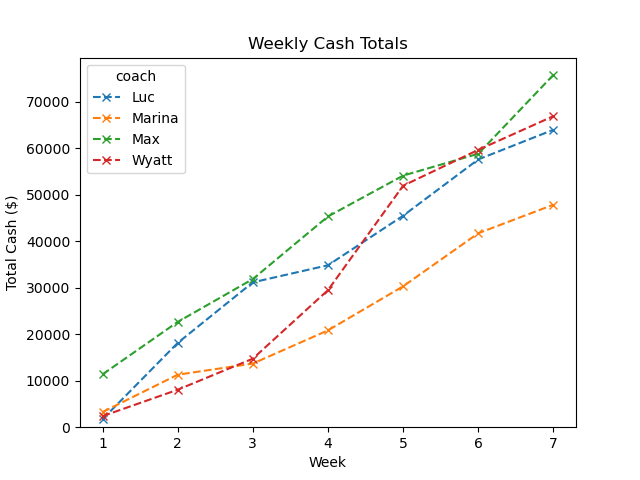 Weekly Cash Totals
coach
Luc
Marina
Max
Wyatt
Total Cash ($)
70000
60000
50000
40000
30000
20000
10000
0
1 2 3 4 5 6 7
Week